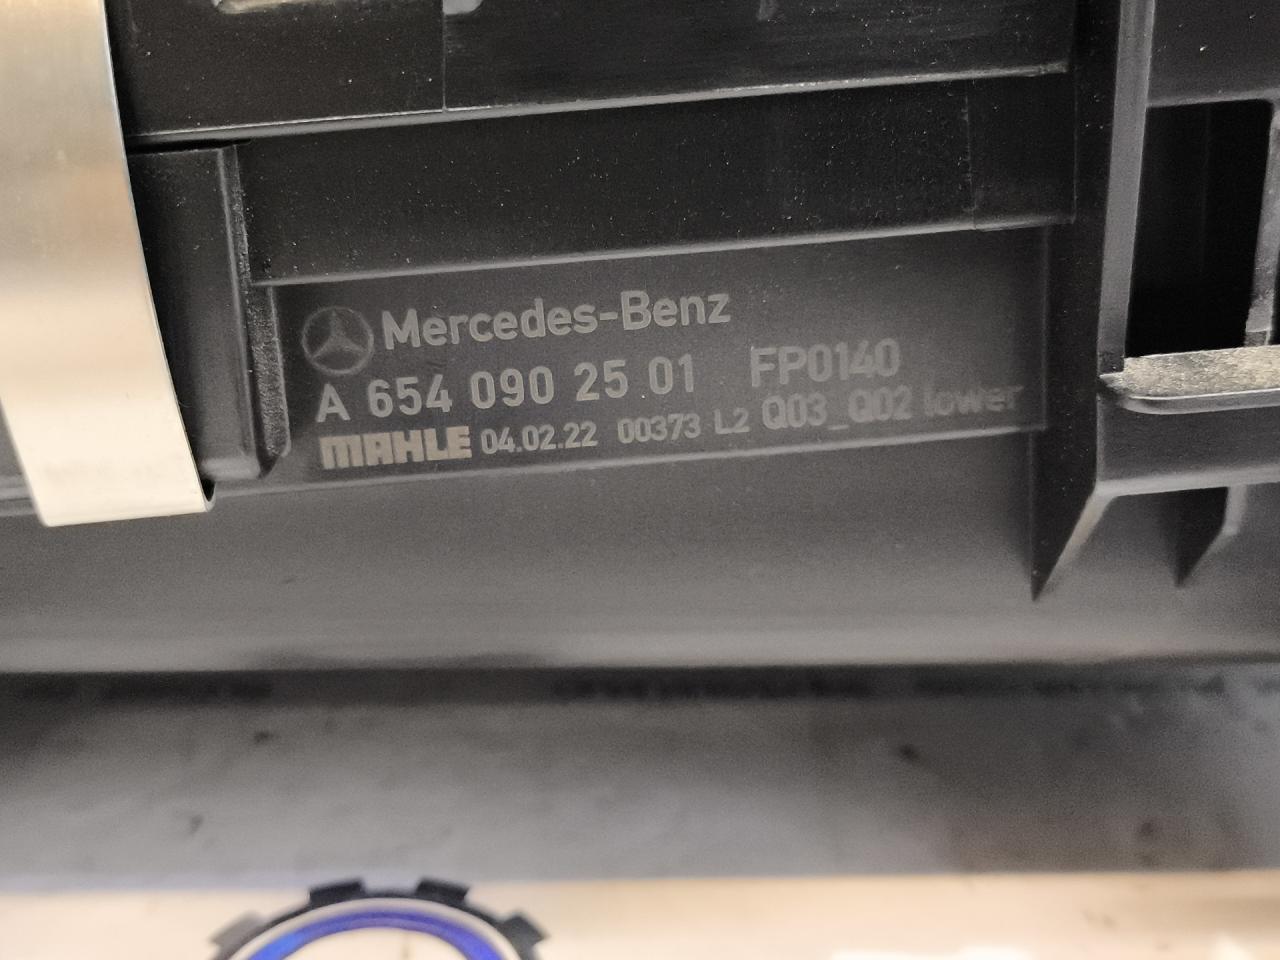 Mercedes-Benz
A 654 090 25 01 FP0140
MAHLE 04.02.22 00373 L2 Q03_Q02 lower